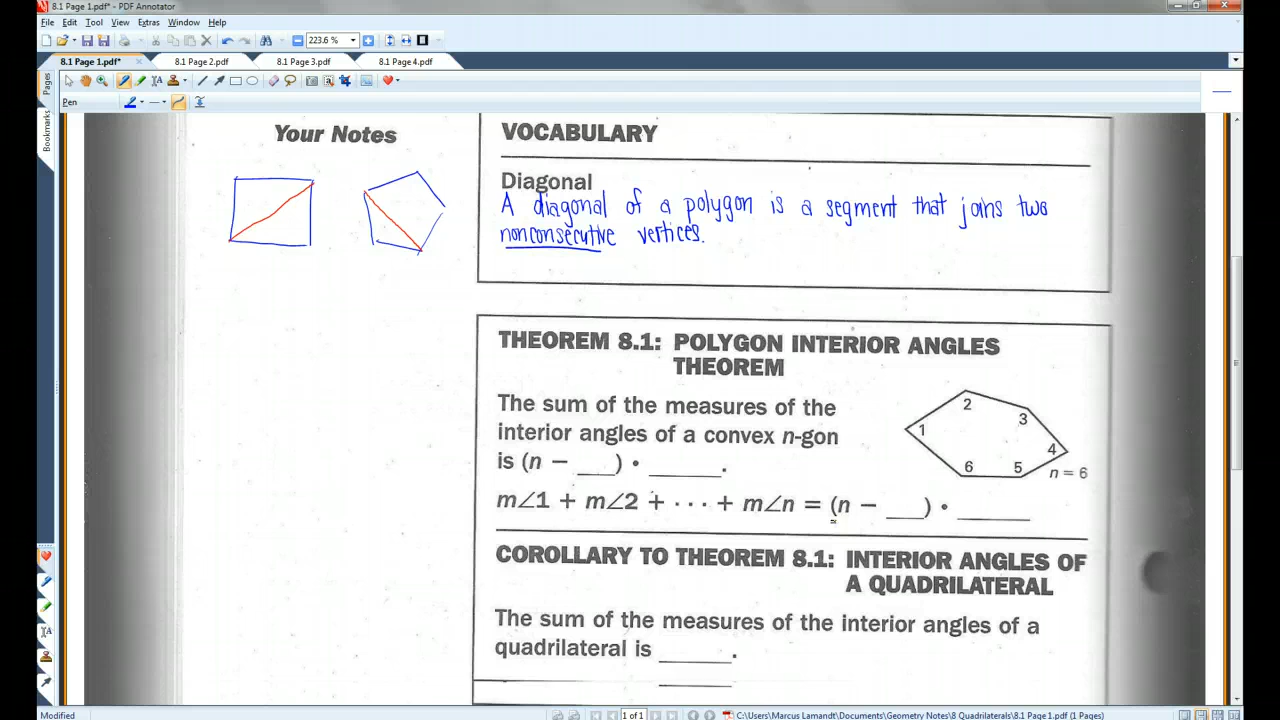 8.1 Page 1.pdf* - PDF Annotator
File Edit Tool View Extras Window Help
223.6 %
8.1 Page 1.pdf* 8.1 Page 2.pdf 8.1 Page 3.pdf 8.1 Page 4.pdf
Pages
Bookmarks
Pen
Your Notes
VOCABULARY
Diagonal
A diagonal of a polygon is a segment that joins two
nonconsecutive vertices.
THEOREM 8.1: POLYGON INTERIOR ANGLES
THEOREM
The sum of the measures of the
interior angles of a convex n-gon
is (n − ___) • ______.
1 2 3 4 5 6
n = 6
m∠1 + m∠2 + · · · + m∠n = (n − ___) • ______
COROLLARY TO THEOREM 8.1: INTERIOR ANGLES OF
A QUADRILATERAL
The sum of the measures of the interior angles of a
quadrilateral is ______.
Modified
1 of 1
C:\Users\Marcus Lamandt\Documents\Geometry Notes\8 Quadrilaterals\8.1 Page 1.pdf (1 Pages)